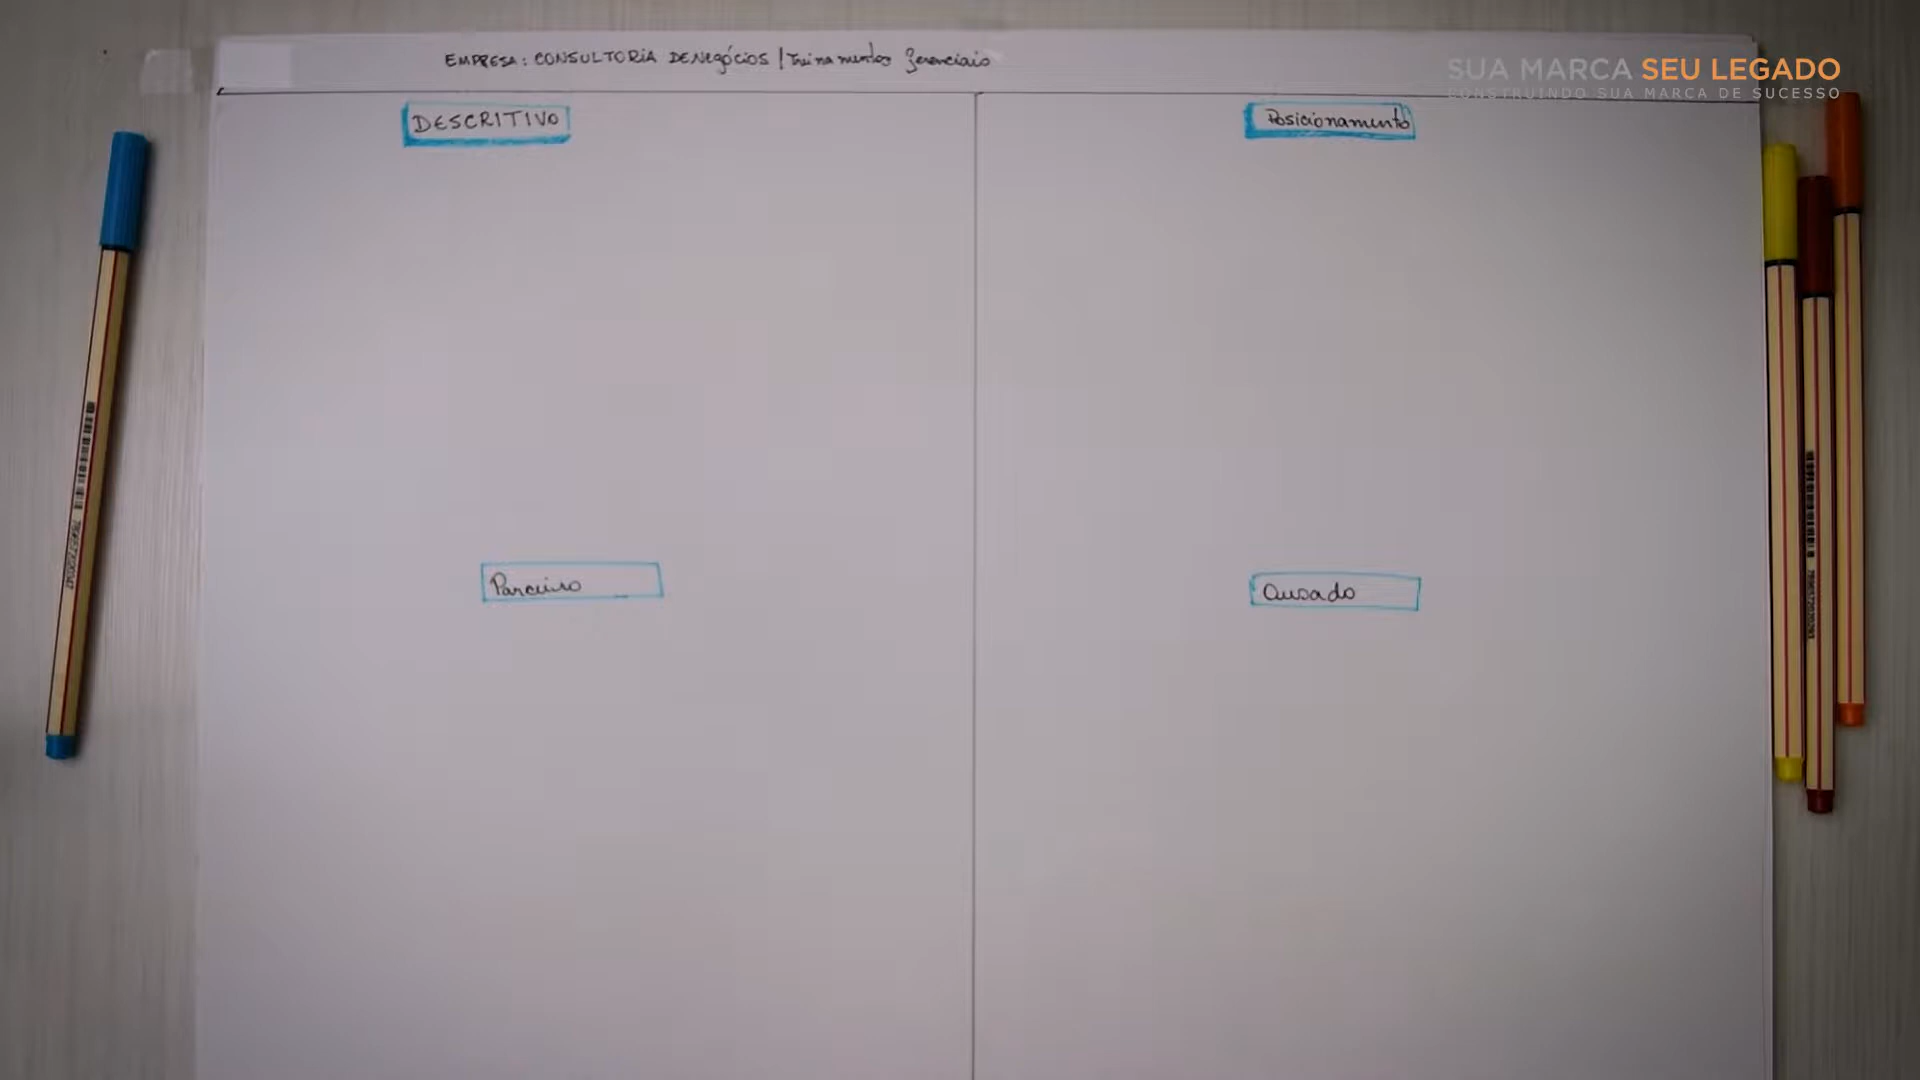 EMPRESA: CONSULTORIA DE NEGÓCIOS / Treinamentos Gerenciais
SUA MARCA SEU LEGADO
CONSTRUINDO SUA MARCA DE SUCESSO
DESCRITIVO
Posicionamento
Parceiro
Ousado